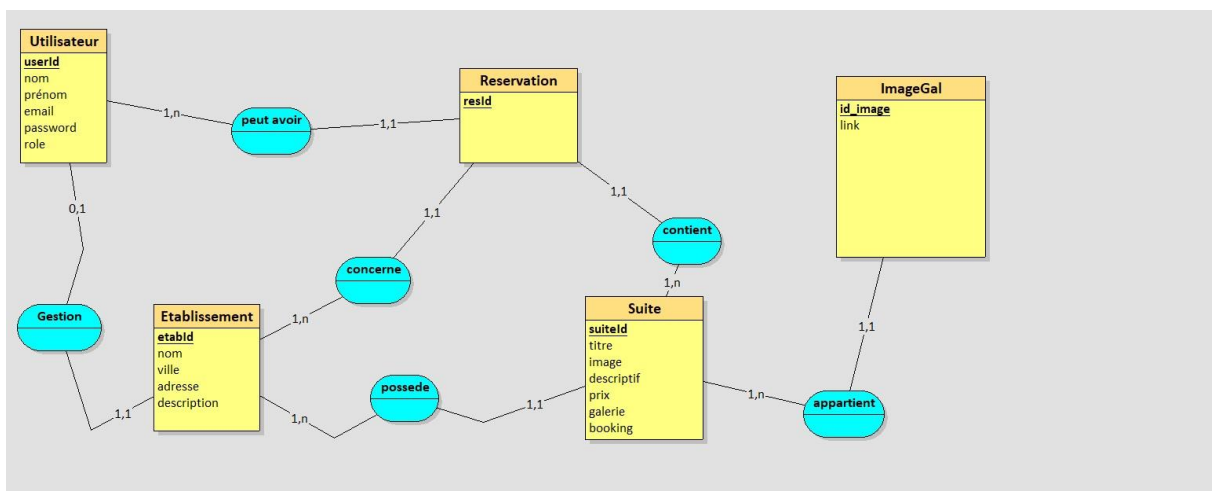 Utilisateur
userId
nom
prénom
email
password
role
1,n
peut avoir
1,1
Reservation
resId
ImageGal
id_image
link
0,1
1,1
1,1
contient
concerne
1,n
Gestion
Etablissement
etabId
nom
ville
adresse
description
1,n
Suite
suiteId
titre
image
descriptif
prix
galerie
booking
1,1
possede
1,1
1,n
1,1
1,n
appartient